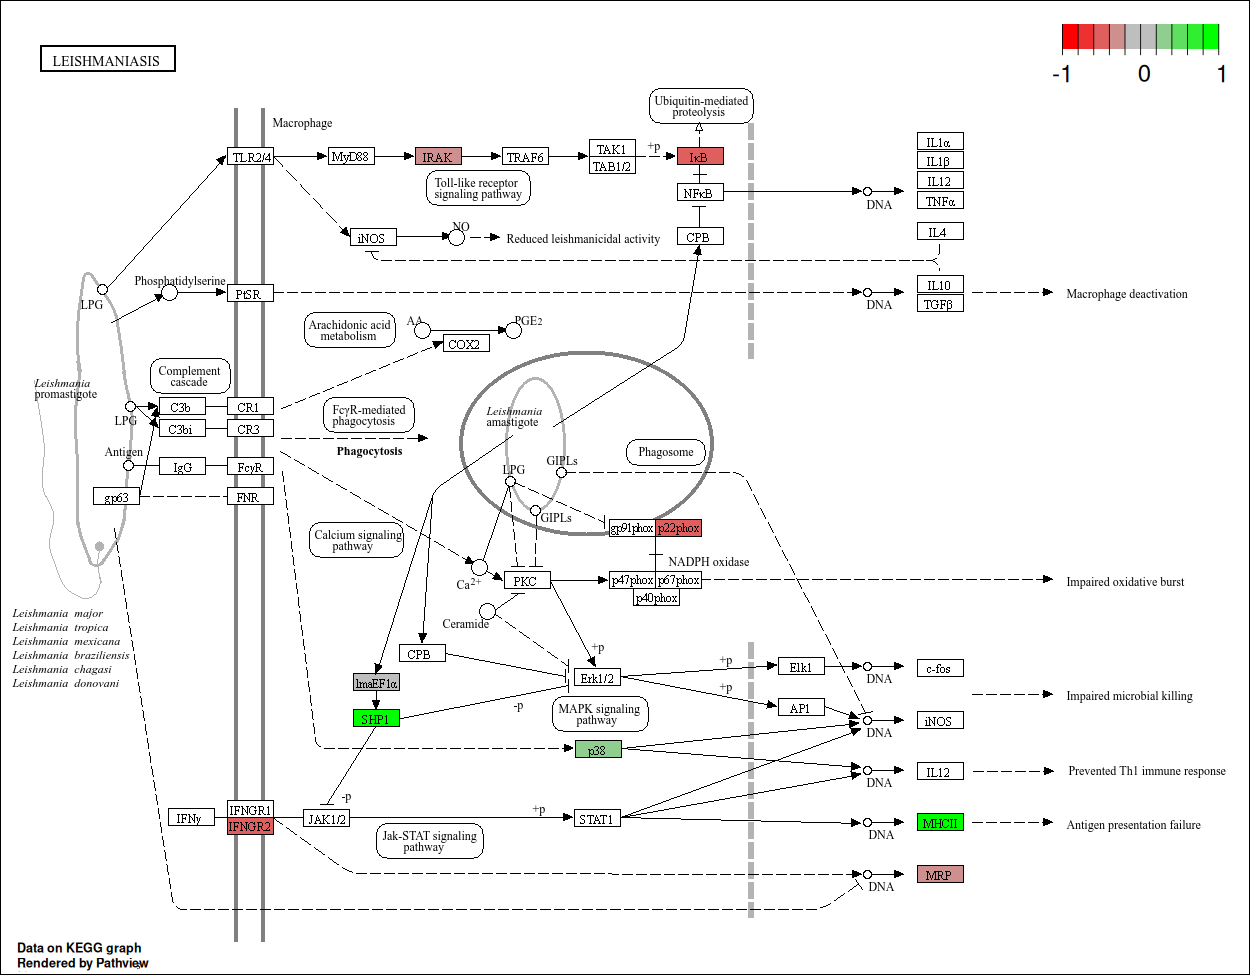 LEISHMANIASIS
-1 0 1
Macrophage
Ubiquitin-mediated
proteolysis
TLR2/4
MyD88
IRAK
TRAF6
TAK1
TAB1/2
+p
IκB
Toll-like receptor
signaling pathway
NFκB
DNA
IL1α
IL1β
IL12
TNFα
IL4
iNOS
NO
Reduced leishmanicidal activity
CPB
LPG
Phosphatidylserine
PtSR
DNA
IL10
TGFβ
Macrophage deactivation
Arachidonic acid
metabolism
AA
PGE2
COX2
Complement
cascade
Leishmania
promastigote
LPG
C3b
CR1
C3bi
CR3
FcγR-mediated
phagocytosis
Phagocytosis
Leishmania
amastigote
Phagosome
Antigen
IgG
FcγR
gp63
FNR
LPG
GIPLs
GIPLs
gp91phox
p22phox
Calcium signaling
pathway
NADPH oxidase
Ca2+
PKC
p47phox
p67phox
p40phox
Impaired oxidative burst
Ceramide
Leishmania major
Leishmania tropica
Leishmania mexicana
Leishmania braziliensis
Leishmania chagasi
Leishmania donovani
CPB
+p
lmaEF1α
Erk1/2
+p
Elk1
DNA
c-fos
+p
AP1
Impaired microbial killing
SHP1
-p
MAPK signaling
pathway
DNA
iNOS
p38
DNA
IL12
Prevented Th1 immune response
-p
IFNγ
IFNGR1
IFNGR2
JAK1/2
+p
STAT1
DNA
MHCII
Antigen presentation failure
Jak-STAT signaling
pathway
DNA
MRP
Data on KEGG graph
Rendered by Pathview